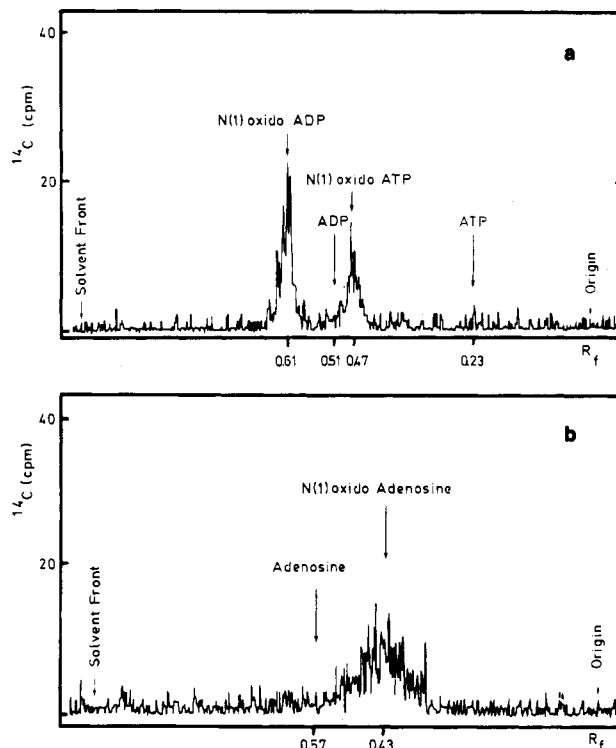 a
40
20
0
14C (cpm)
N(1) oxido ADP
N(1) oxido ATP
ADP
ATP
Solvent Front
Origin
0.61
0.51
0.47
0.23
Rf
b
40
20
0
14C (cpm)
N(1) oxido Adenosine
Adenosine
Solvent Front
Origin
0.57
0.43
Rf